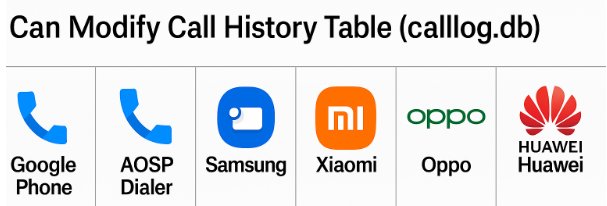 Can Modify Call History Table (calllog.db)
Google
Phone
AOSP
Dialer
Samsung
mi
Xiaomi
oppo
Oppo
HUAWEI
Huawei